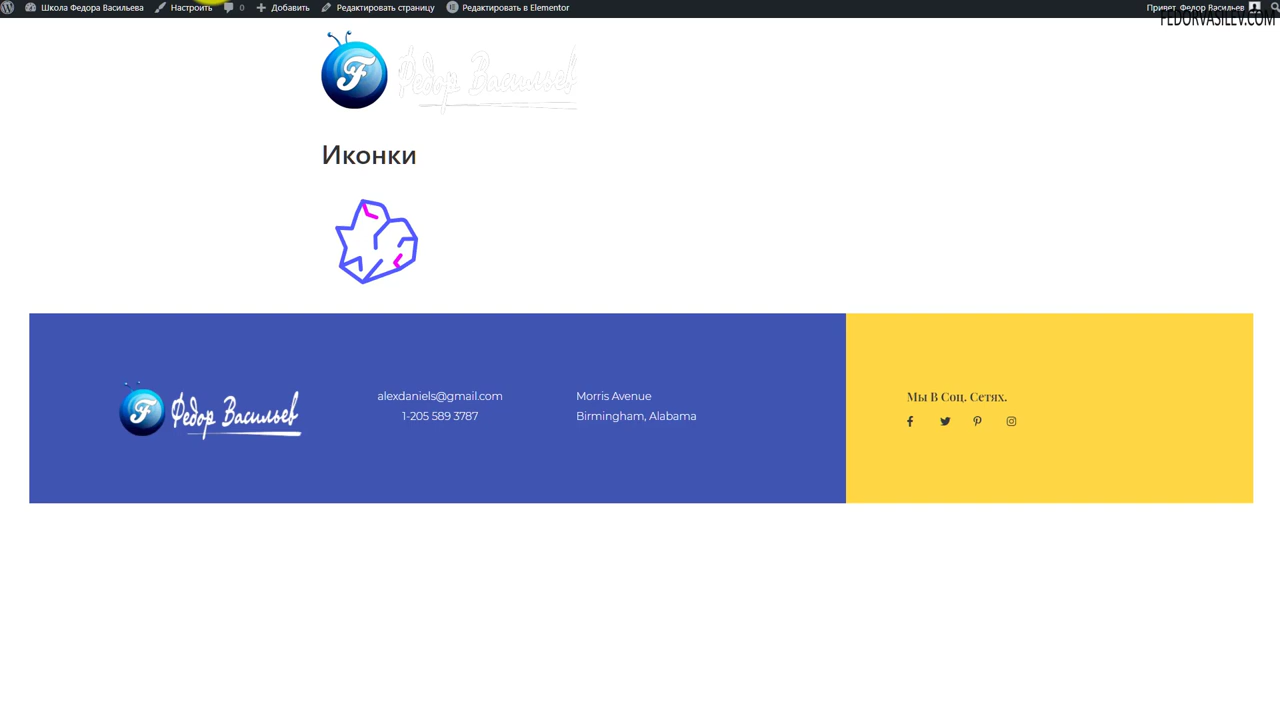 Школа Федора Васильева Настроить 0 Добавить Редактировать страницу Редактировать в Elementor Привет, Федор Васильев
FEDORVASILEV.COM
Федор Васильев
Иконки
Федор Васильев
alexdaniels@gmail.com
1-205 589 3787
Morris Avenue
Birmingham, Alabama
Мы В Соц. Сетях.